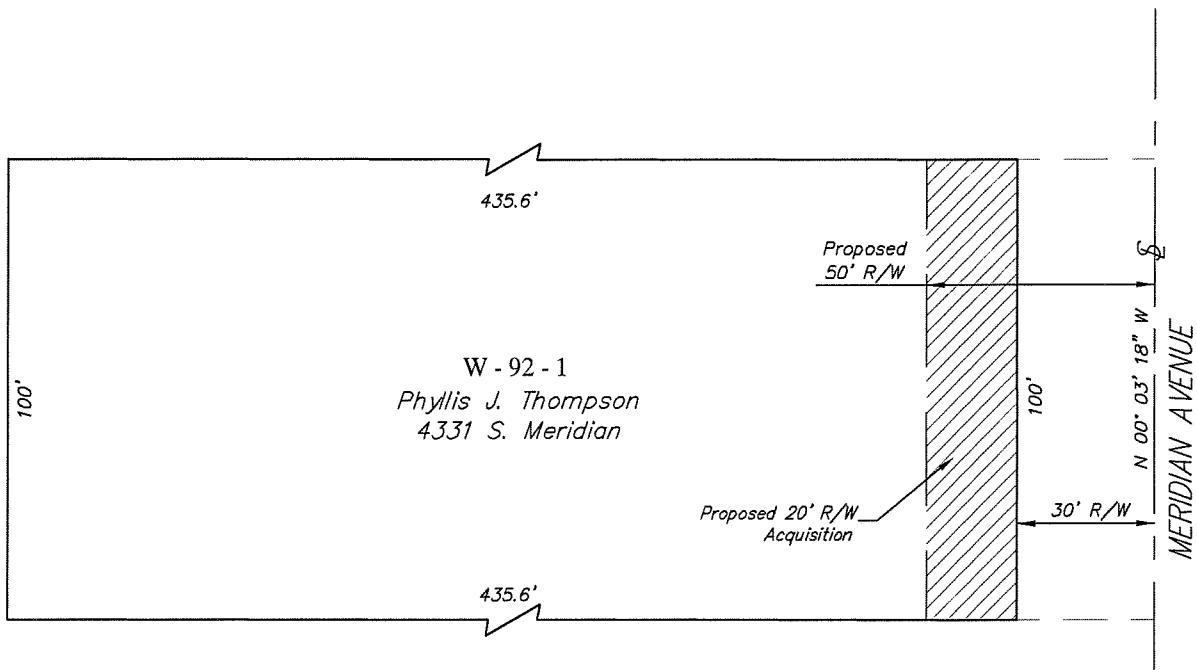 435.6'
Proposed
50' R/W
100'
W - 92 - 1
Phyllis J. Thompson
4331 S. Meridian
100'
N 00° 03' 18" W
MERIDIAN AVENUE
Proposed 20' R/W
Acquisition
30' R/W
435.6'